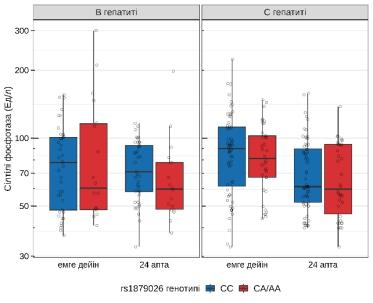 В гепатиті
С гепатиті
Сілтілі фосфотаза (Ед/л)
300
200
100
70
50
30
емге дейін
24 апта
емге дейін
24 апта
rs1879026 генотипі
CC
CA/AA